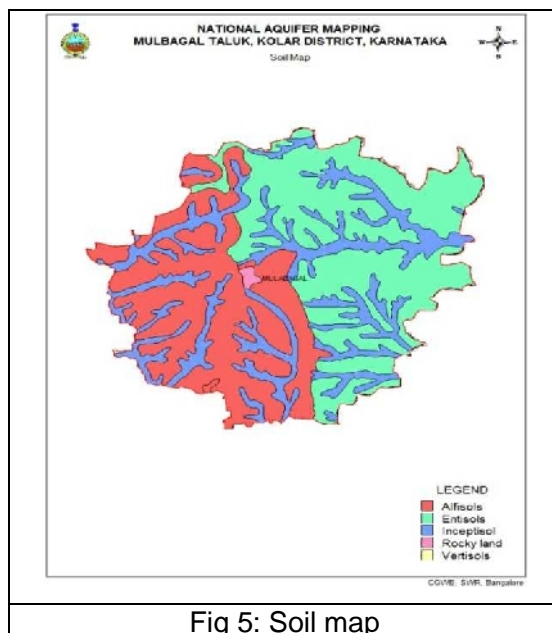 NATIONAL AQUIFER MAPPING
MULBAGAL TALUK, KOLAR DISTRICT, KARNATAKA
Soil Map
N
W
E
S
MULABAGAL
LEGEND
Alfisols
Entisols
Inceptisol
Rocky land
Vertisols
CGWB, SWR, Bangalore
Fig 5: Soil map